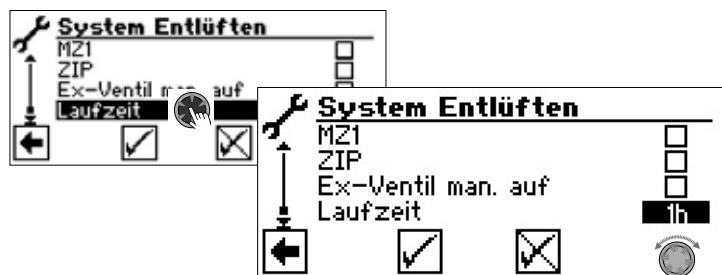 System Entlüften
MZ1
ZIP
Ex-Ventil man. auf
Laufzeit
System Entlüften
MZ1
ZIP
Ex-Ventil man. auf
Laufzeit 1h